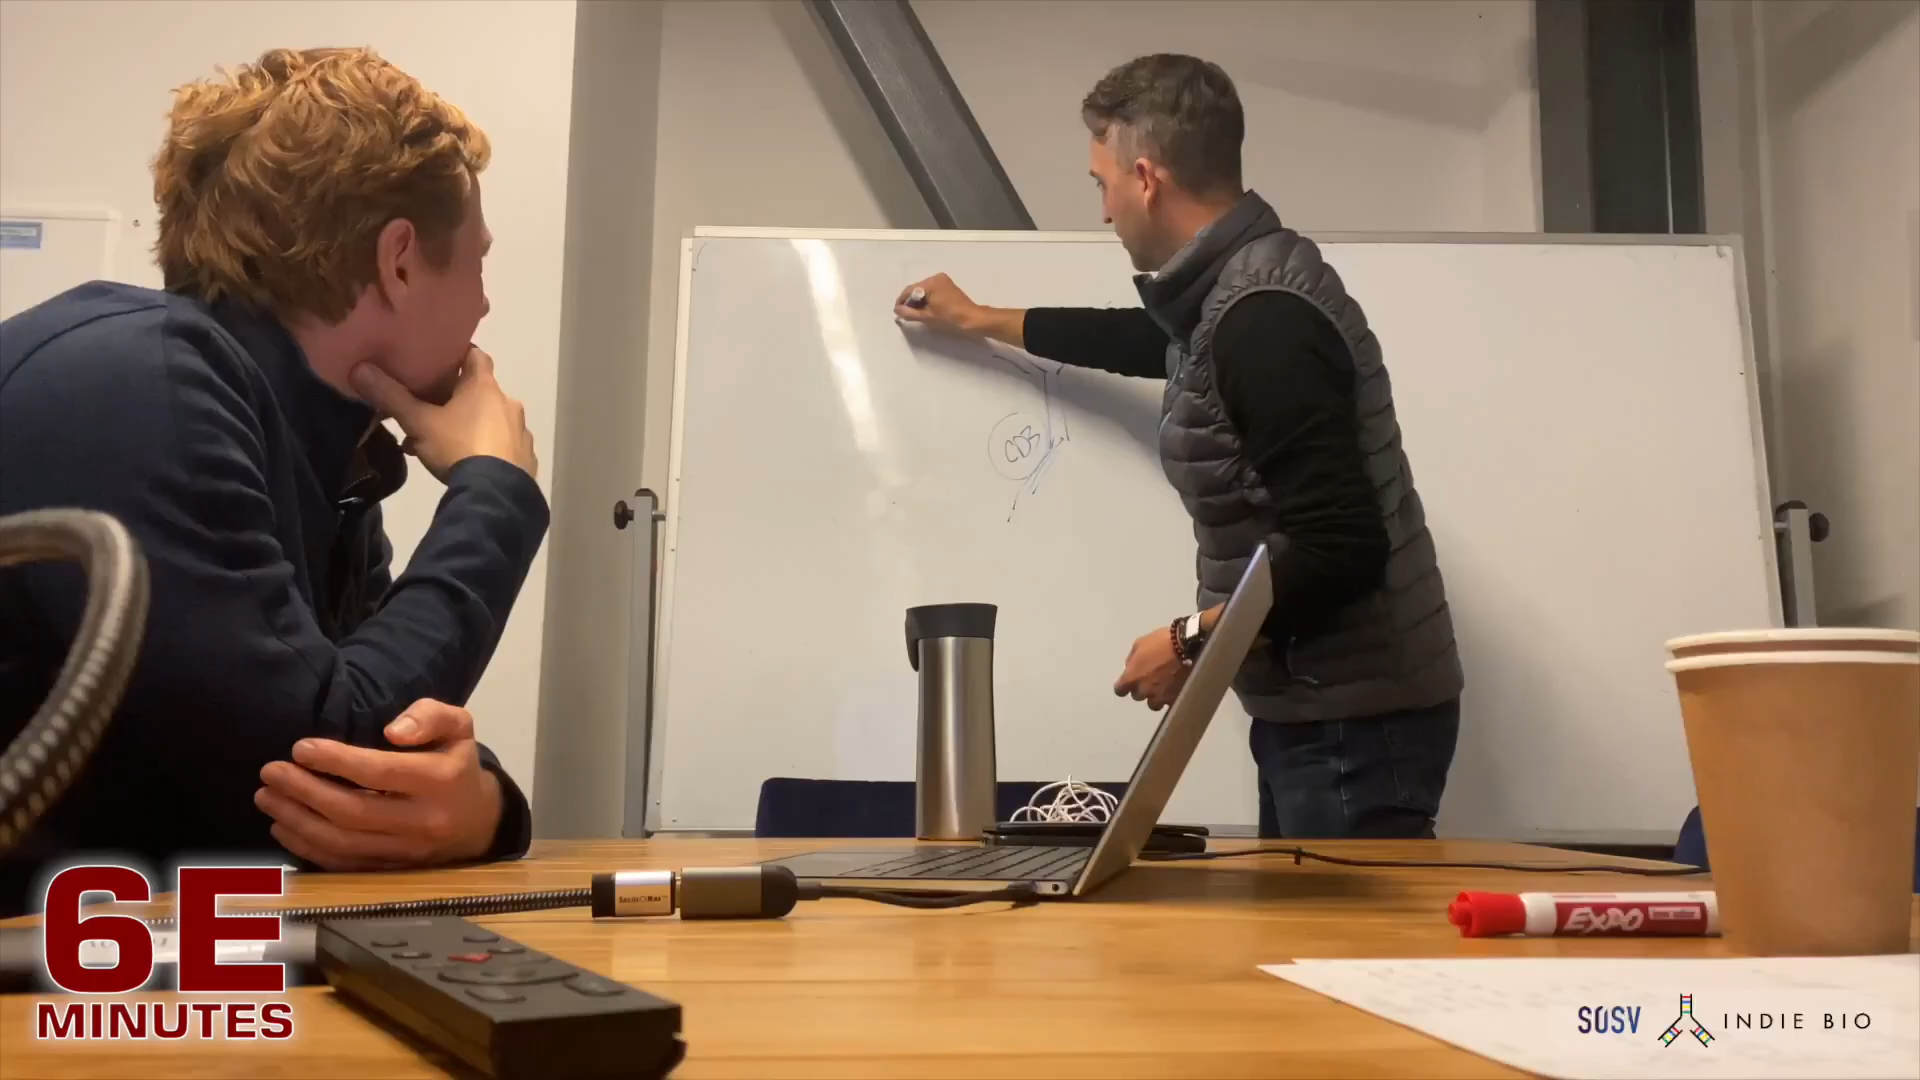 CD3
EXPO
6E
MINUTES
SOSV
INDIE BIO